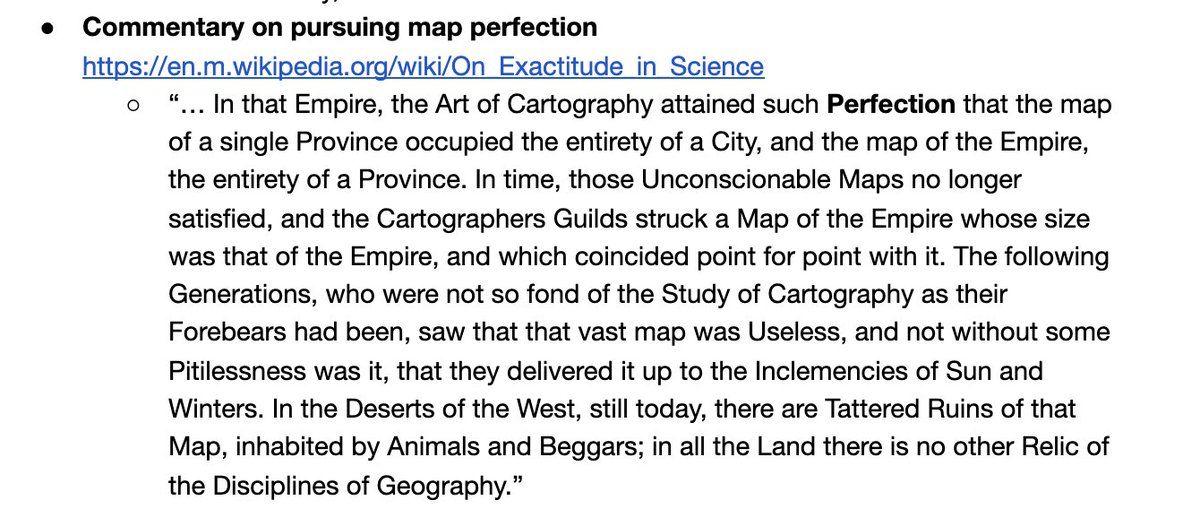 ● Commentary on pursuing map perfection
https://en.m.wikipedia.org/wiki/On_Exactitude_in_Science
○ “… In that Empire, the Art of Cartography attained such Perfection that the map
of a single Province occupied the entirety of a City, and the map of the Empire,
the entirety of a Province. In time, those Unconscionable Maps no longer
satisfied, and the Cartographers Guilds struck a Map of the Empire whose size
was that of the Empire, and which coincided point for point with it. The following
Generations, who were not so fond of the Study of Cartography as their
Forebears had been, saw that that vast map was Useless, and not without some
Pitilessness was it, that they delivered it up to the Inclemencies of Sun and
Winters. In the Deserts of the West, still today, there are Tattered Ruins of that
Map, inhabited by Animals and Beggars; in all the Land there is no other Relic of
the Disciplines of Geography.”